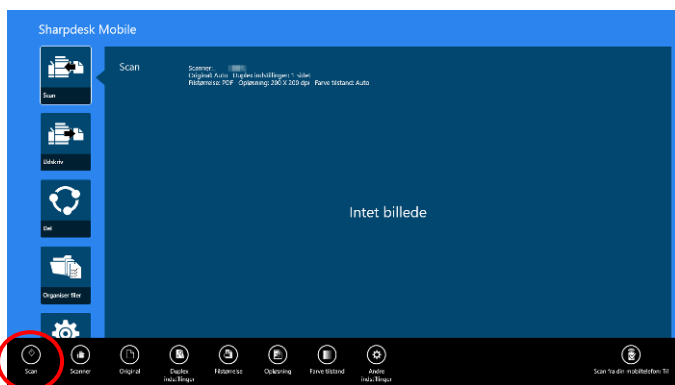 Sharpdesk Mobile
Scan
Scan
Scanner:
Original: Auto Duplex indstillinger: 1-sidet
Filstørrelse: PDF Opløsning: 200 X 200 dpi Farve tilstand: Auto
Udskriv
Del
Organiser filer
Intet billede
Scan
Scanner
Original
Duplex
indstillinger
Filstørrelse
Opløsning
Farve tilstand
Andre
indstillinger
Scan fra din mobiltelefon: Til